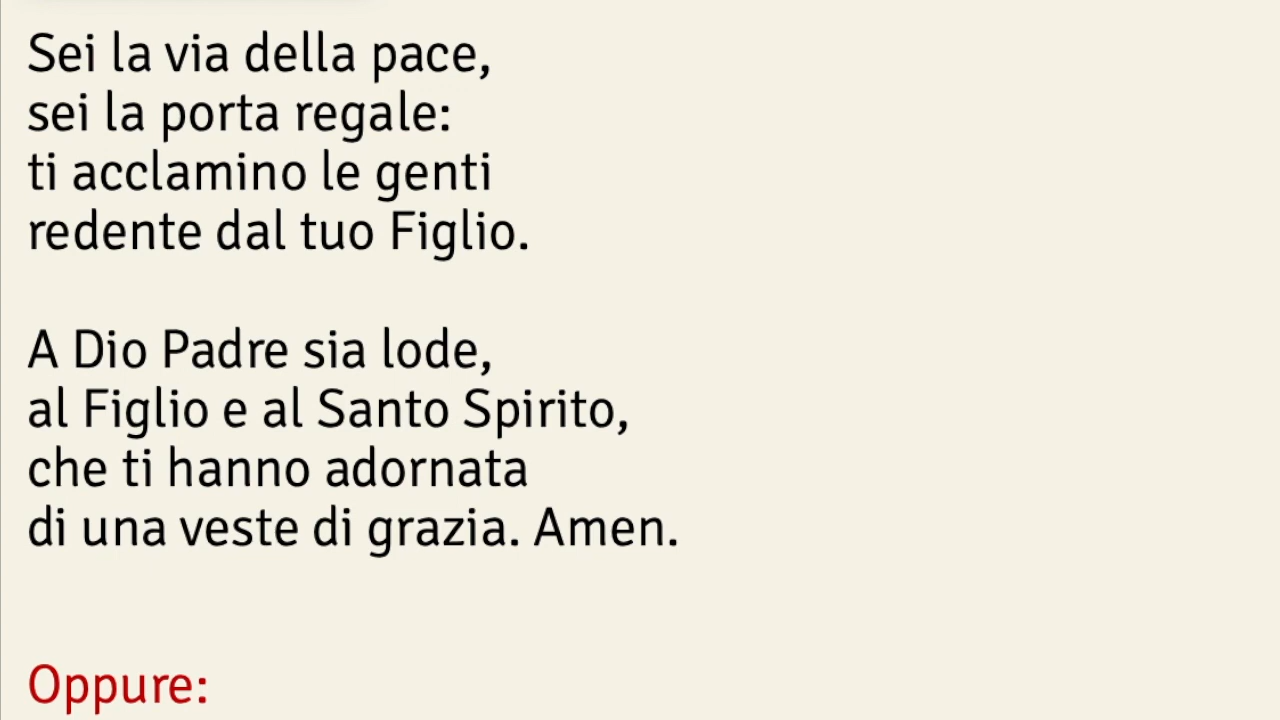 Sei la via della pace,
sei la porta regale:
ti acclamino le genti
redente dal tuo Figlio.
A Dio Padre sia lode,
al Figlio e al Santo Spirito,
che ti hanno adornata
di una veste di grazia. Amen.
Oppure: